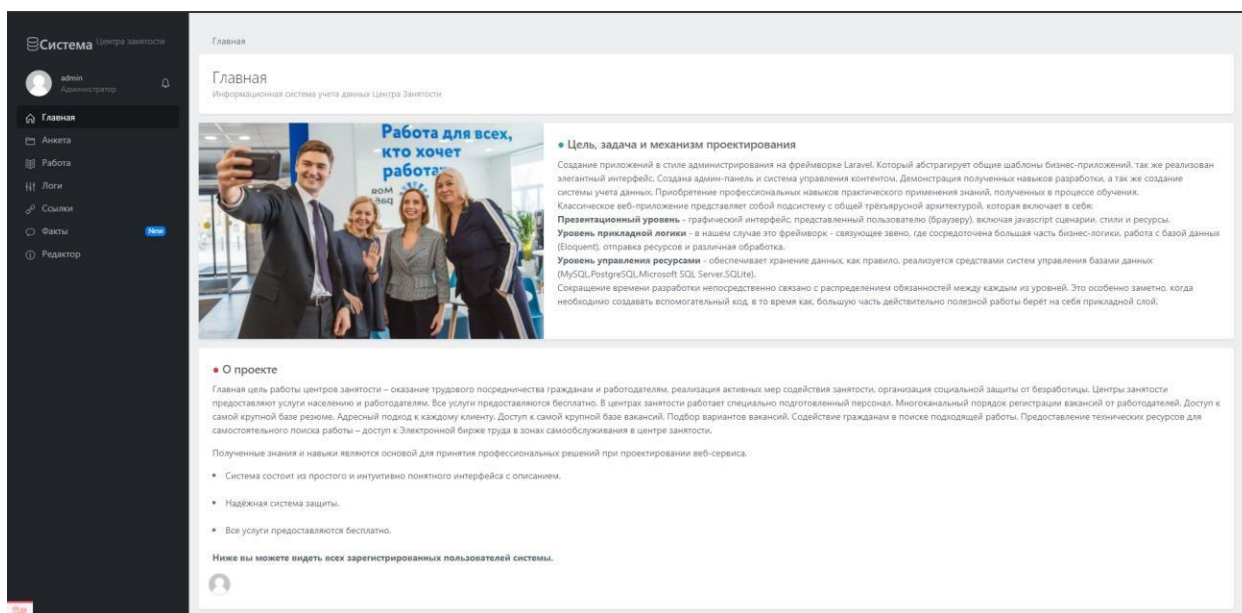 Система Центра занятости
admin
Администратор
Главная
Анкета
Работа
Логи
Ссылки
Факты New
Редактор
Главная
Главная
Информационная система учета данных Центра Занятости
Работа для всех,
кто хочет
работа
• Цель, задача и механизм проектирования
Создание приложений в стиле администрирования на фреймворке Laravel. Который абстрагирует общие шаблоны бизнес-приложений, так же реализован
элегантный интерфейс. Создана админ-панель и система управления контентом. Демонстрация полученных навыков разработки, а так же создание
системы учета данных. Приобретение профессиональных навыков практического применения знаний, полученных в процессе обучения.
Классическое веб-приложение представляет собой подсистему с общей трёхъярусной архитектурой, которая включает в себя:
Презентационный уровень - графический интерфейс, представленный пользователю (браузеру), включая javascript сценарии, стили и ресурсы.
Уровень прикладной логики - в нашем случае это фреймворк - связующее звено, где сосредоточена большая часть бизнес-логики, работа с базой данных
(Eloquent), отправка ресурсов и различная обработка.
Уровень управления ресурсами - обеспечивает хранение данных, как правило, реализуется средствами систем управления базами данных
(MySQL,PostgreSQL,Microsoft SQL Server,SQLite).
Сокращение времени разработки непосредственно связано с распределением обязанностей между каждым из уровней. Это особенно заметно, когда
необходимо создавать вспомогательный код, в то время как, большую часть действительно полезной работы берёт на себя прикладной слой.
• О проекте
Главная цель работы центров занятости – оказание трудового посредничества гражданам и работодателям, реализация активных мер содействия занятости, организация социальной защиты от безработицы. Центры занятости
предоставляют услуги населению и работодателям. Все услуги предоставляются бесплатно. В центрах занятости работает специально подготовленный персонал. Многоканальный порядок регистрации вакансий от работодателей. Доступ к
самой крупной базе резюме. Адресный подход к каждому клиенту. Доступ к самой крупной базе вакансий. Подбор вариантов вакансий. Содействие гражданам в поиске подходящей работы. Предоставление технических ресурсов для
самостоятельного поиска работы – доступ к Электронной бирже труда в зонах самообслуживания в центре занятости.
Полученные знания и навыки являются основой для принятия профессиональных решений при проектировании веб-сервиса.
• Система состоит из простого и интуитивно понятного интерфейса с описанием.
• Надёжная система защиты.
• Все услуги предоставляются бесплатно.
Ниже вы можете видеть всех зарегистрированных пользователей системы.